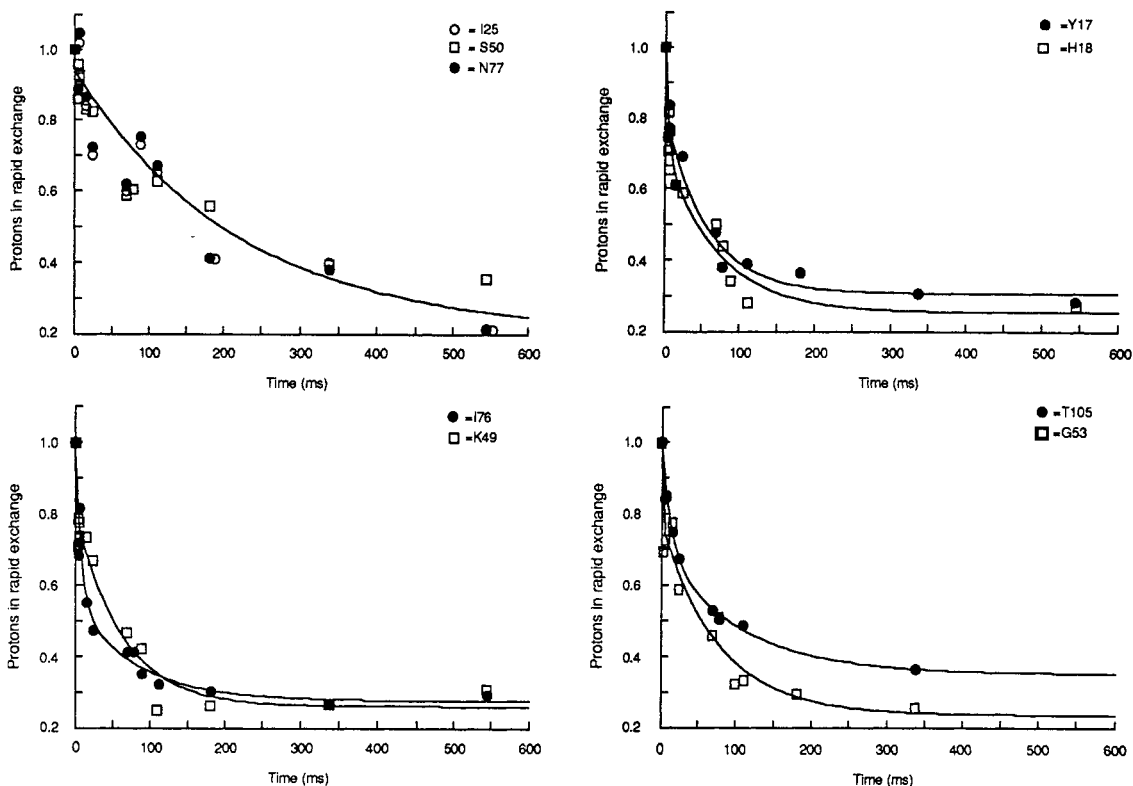 ○ = I25
□ = S50
● = N77
Protons in rapid exchange
1.0
0.8
0.6
0.4
0.2
0
100
200
300
400
500
600
Time (ms)
● =Y17
□ =H18
Protons in rapid exchange
1.0
0.8
0.6
0.4
0.2
0
100
200
300
400
500
600
Time (ms)
● =I76
□ =K49
Protons in rapid exchange
1.0
0.8
0.6
0.4
0.2
0
100
200
300
400
500
600
Time (ms)
● =T105
□ =G53
Protons in rapid exchange
1.0
0.8
0.6
0.4
0.2
0
100
200
300
400
500
600
Time (ms)